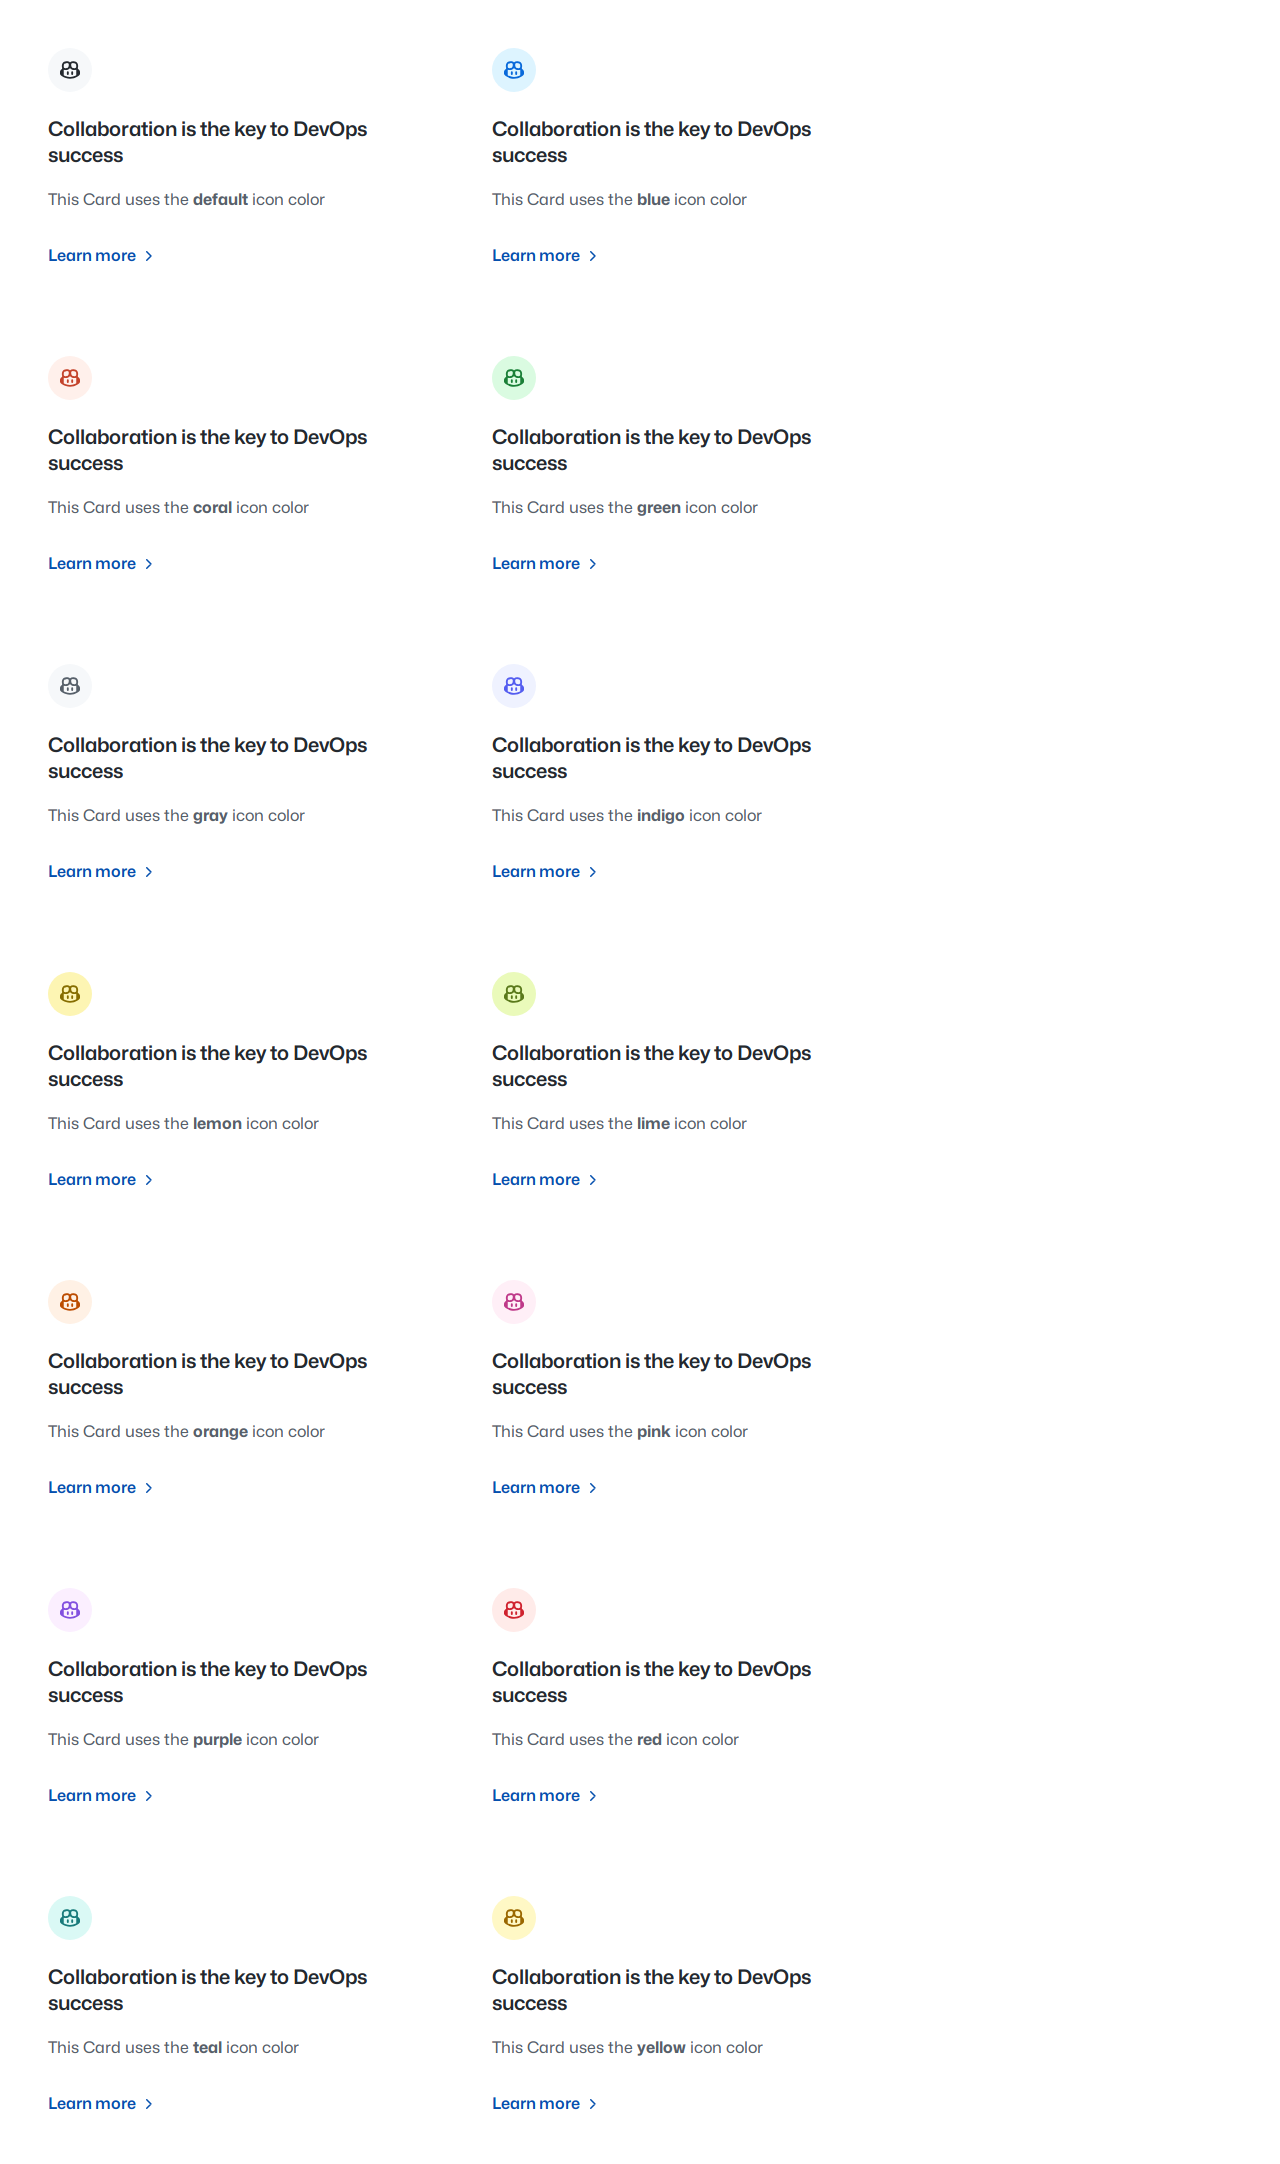 Collaboration is the key to DevOps
success
This Card uses the default icon color
Learn more
Collaboration is the key to DevOps
success
This Card uses the blue icon color
Learn more
Collaboration is the key to DevOps
success
This Card uses the coral icon color
Learn more
Collaboration is the key to DevOps
success
This Card uses the green icon color
Learn more
Collaboration is the key to DevOps
success
This Card uses the gray icon color
Learn more
Collaboration is the key to DevOps
success
This Card uses the indigo icon color
Learn more
Collaboration is the key to DevOps
success
This Card uses the lemon icon color
Learn more
Collaboration is the key to DevOps
success
This Card uses the lime icon color
Learn more
Collaboration is the key to DevOps
success
This Card uses the orange icon color
Learn more
Collaboration is the key to DevOps
success
This Card uses the pink icon color
Learn more
Collaboration is the key to DevOps
success
This Card uses the purple icon color
Learn more
Collaboration is the key to DevOps
success
This Card uses the red icon color
Learn more
Collaboration is the key to DevOps
success
This Card uses the teal icon color
Learn more
Collaboration is the key to DevOps
success
This Card uses the yellow icon color
Learn more